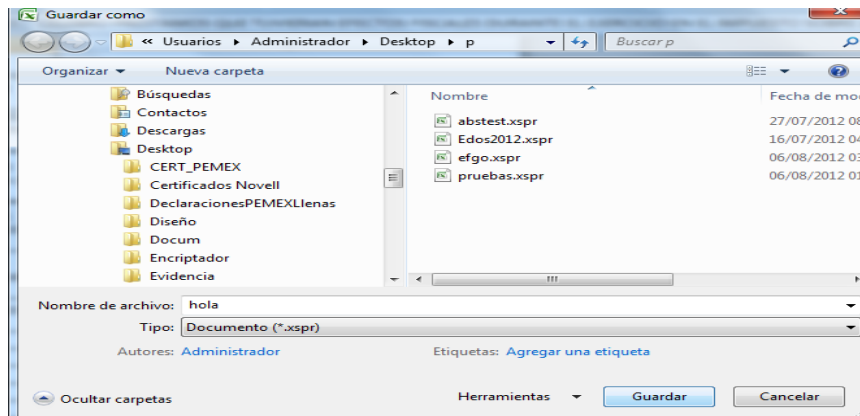 Guardar como
« Usuarios ▸ Administrador ▸ Desktop ▸ p
Buscar p
Organizar
Nueva carpeta
Búsquedas
Contactos
Descargas
Desktop
CERT_PEMEX
Certificados Novell
DeclaracionesPEMEXLlenas
Diseño
Docum
Encriptador
Evidencia
Nombre
Fecha de mo
abstest.xspr
27/07/2012 08
Edos2012.xspr
16/07/2012 04
efgo.xspr
06/08/2012 03
pruebas.xspr
06/08/2012 01
Nombre de archivo: hola
Tipo: Documento (*.xspr)
Autores: Administrador
Etiquetas: Agregar una etiqueta
Ocultar carpetas
Herramientas
Guardar
Cancelar